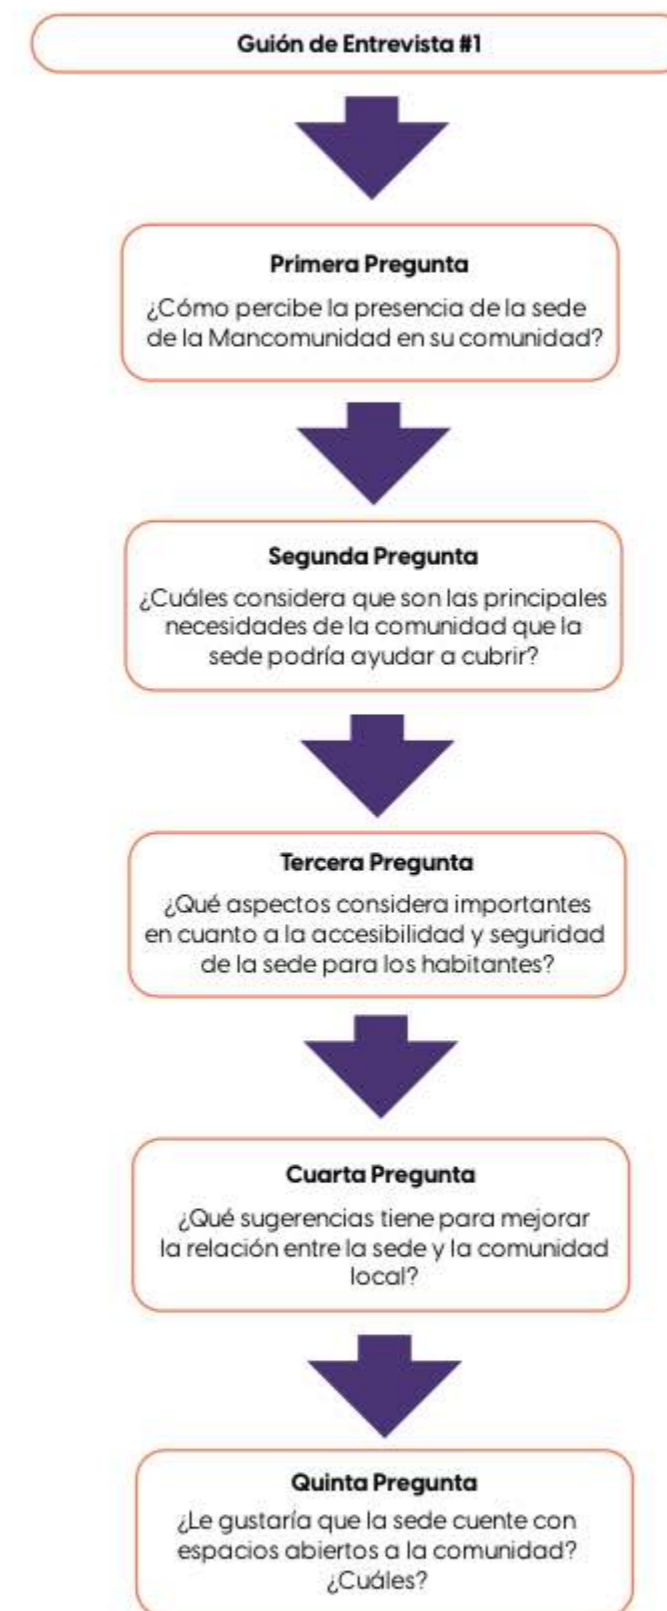 Guión de Entrevista #1
Primera Pregunta
¿Cómo percibe la presencia de la sede
de la Mancomunidad en su comunidad?
Segunda Pregunta
¿Cuáles considera que son las principales
necesidades de la comunidad que la
sede podría ayudar a cubrir?
Tercera Pregunta
¿Qué aspectos considera importantes
en cuanto a la accesibilidad y seguridad
de la sede para los habitantes?
Cuarta Pregunta
¿Qué sugerencias tiene para mejorar
la relación entre la sede y la comunidad
local?
Quinta Pregunta
¿Le gustaría que la sede cuente con
espacios abiertos a la comunidad?
¿Cuáles?